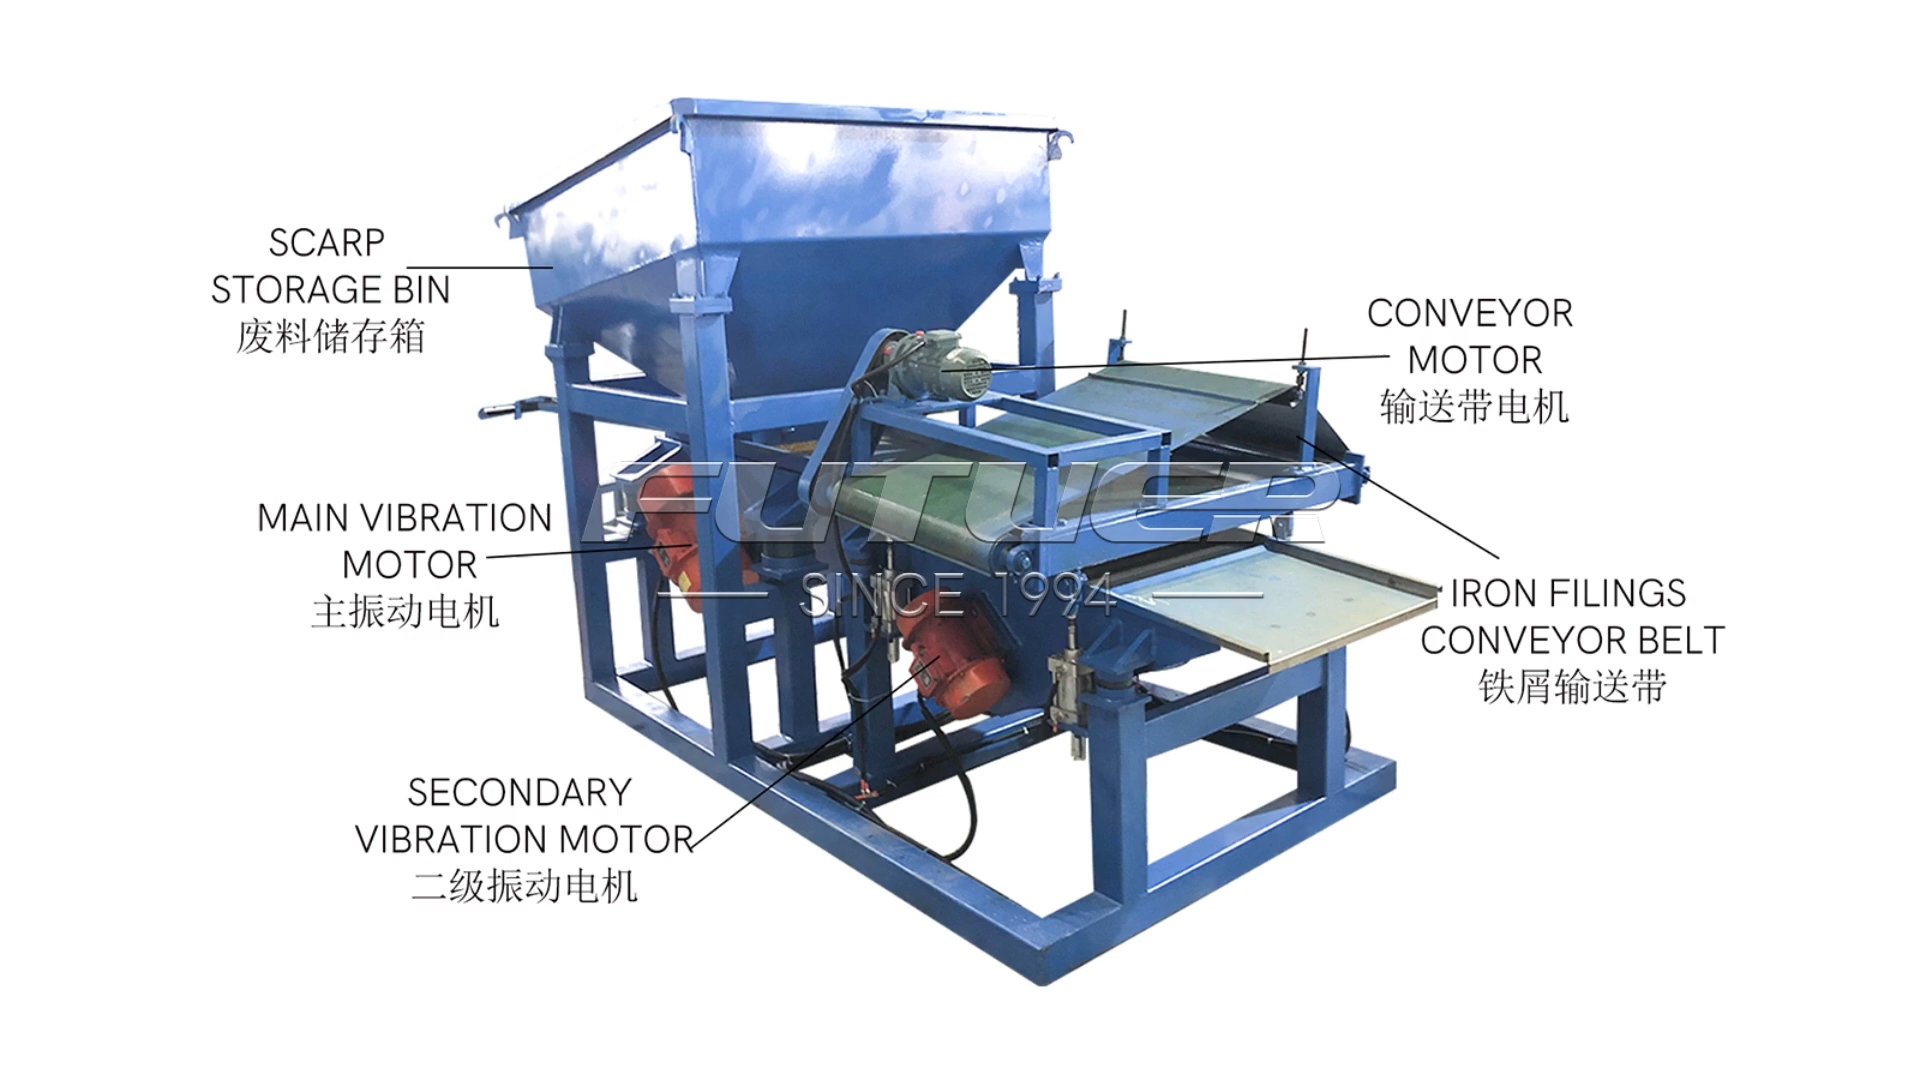 SCARP
STORAGE BIN
废料储存箱
CONVEYOR
MOTOR
输送带电机
MAIN VIBRATION
MOTOR
主振动电机
FUTUER
SINCE 1994
IRON FILINGS
CONVEYOR BELT
铁屑输送带
SECONDARY
VIBRATION MOTOR
二级振动电机